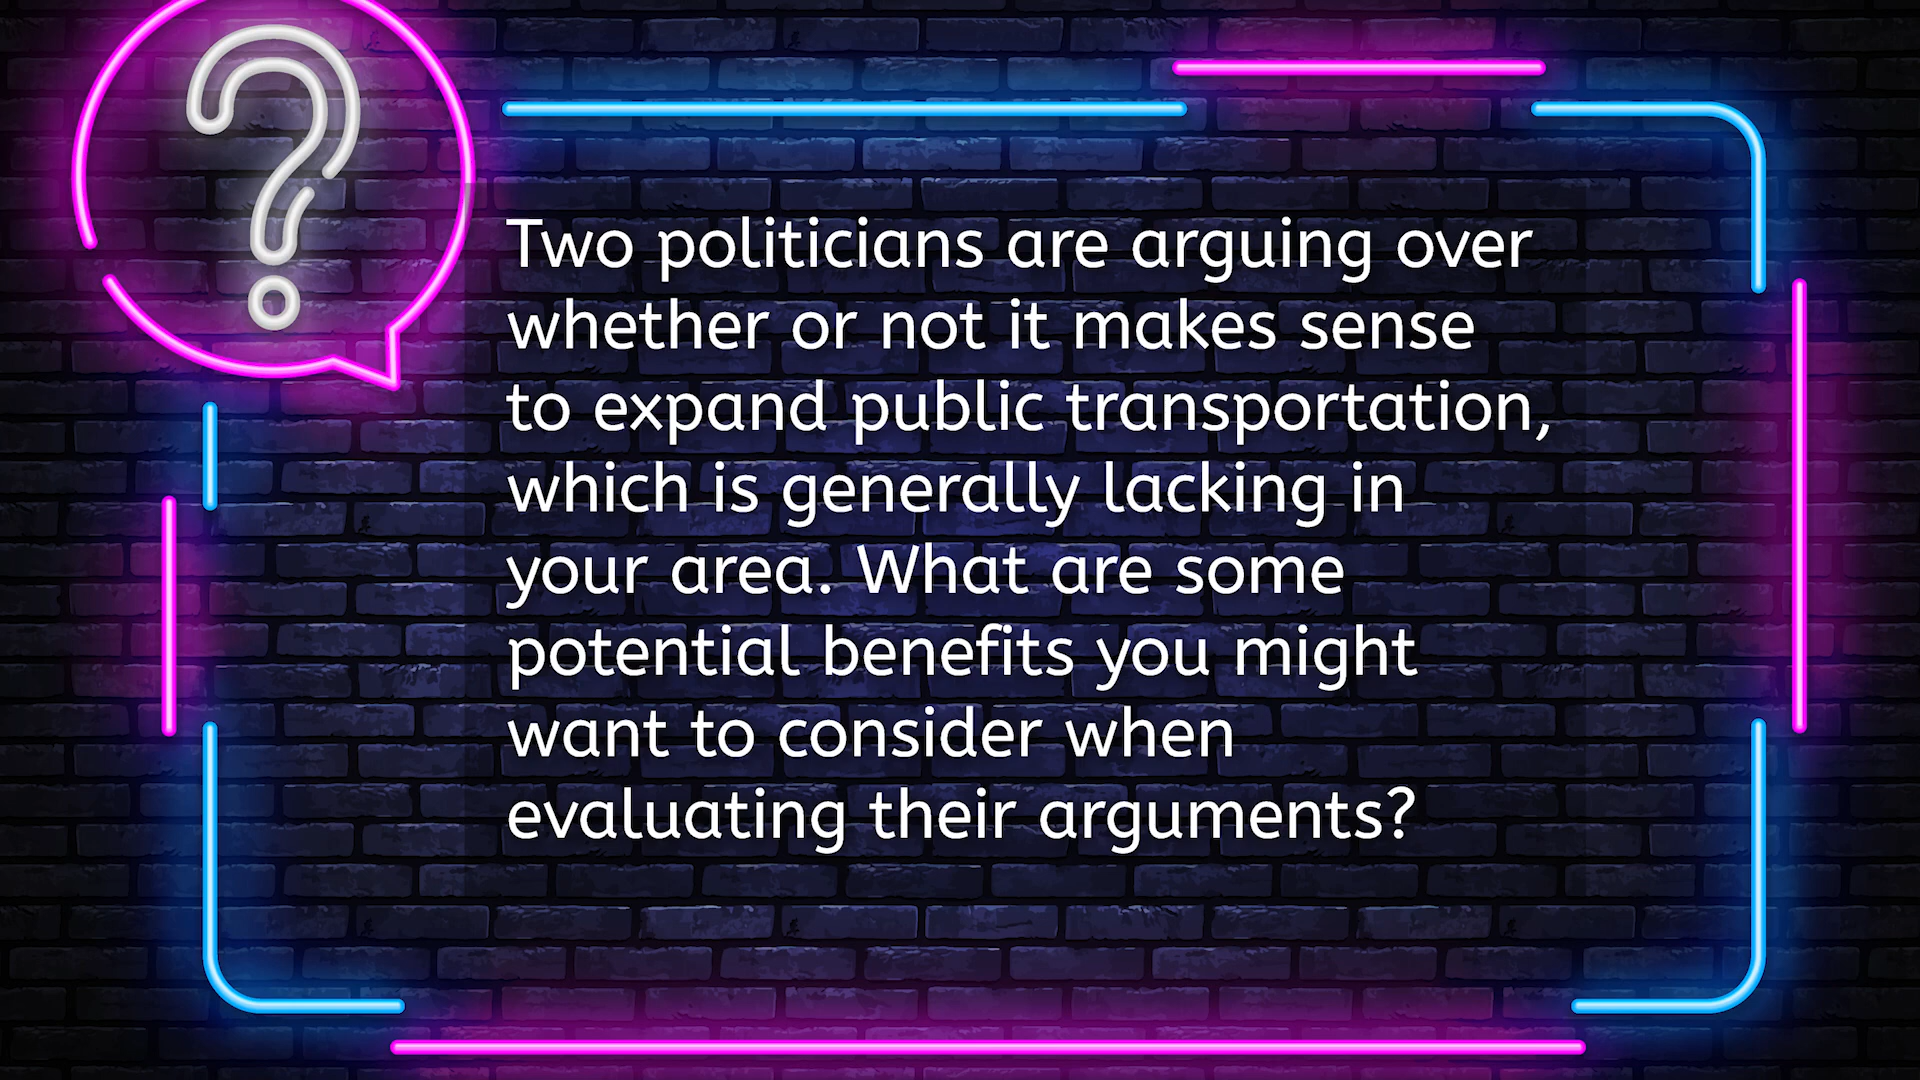 Two politicians are arguing over
whether or not it makes sense
to expand public transportation,
which is generally lacking in
your area. What are some
potential benefits you might
want to consider when
evaluating their arguments?